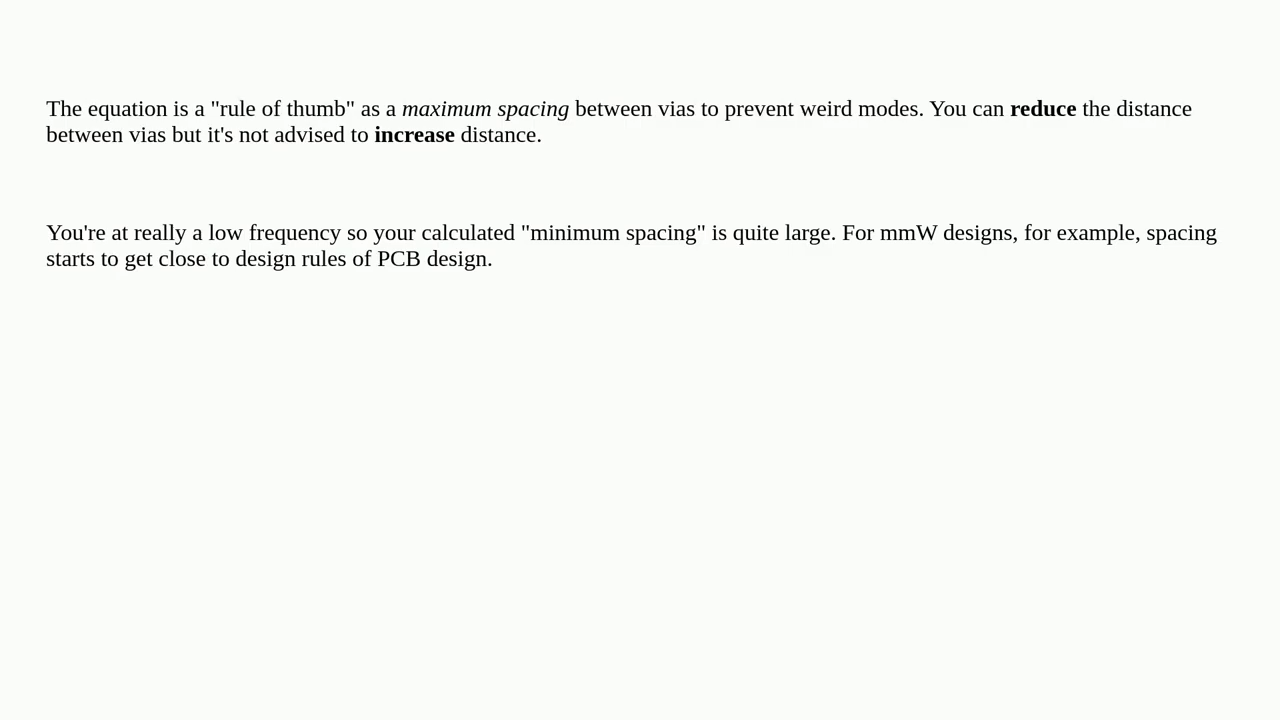 The equation is a "rule of thumb" as a maximum spacing between vias to prevent weird modes. You can reduce the distance
between vias but it's not advised to increase distance.
You're at really a low frequency so your calculated "minimum spacing" is quite large. For mmW designs, for example, spacing
starts to get close to design rules of PCB design.